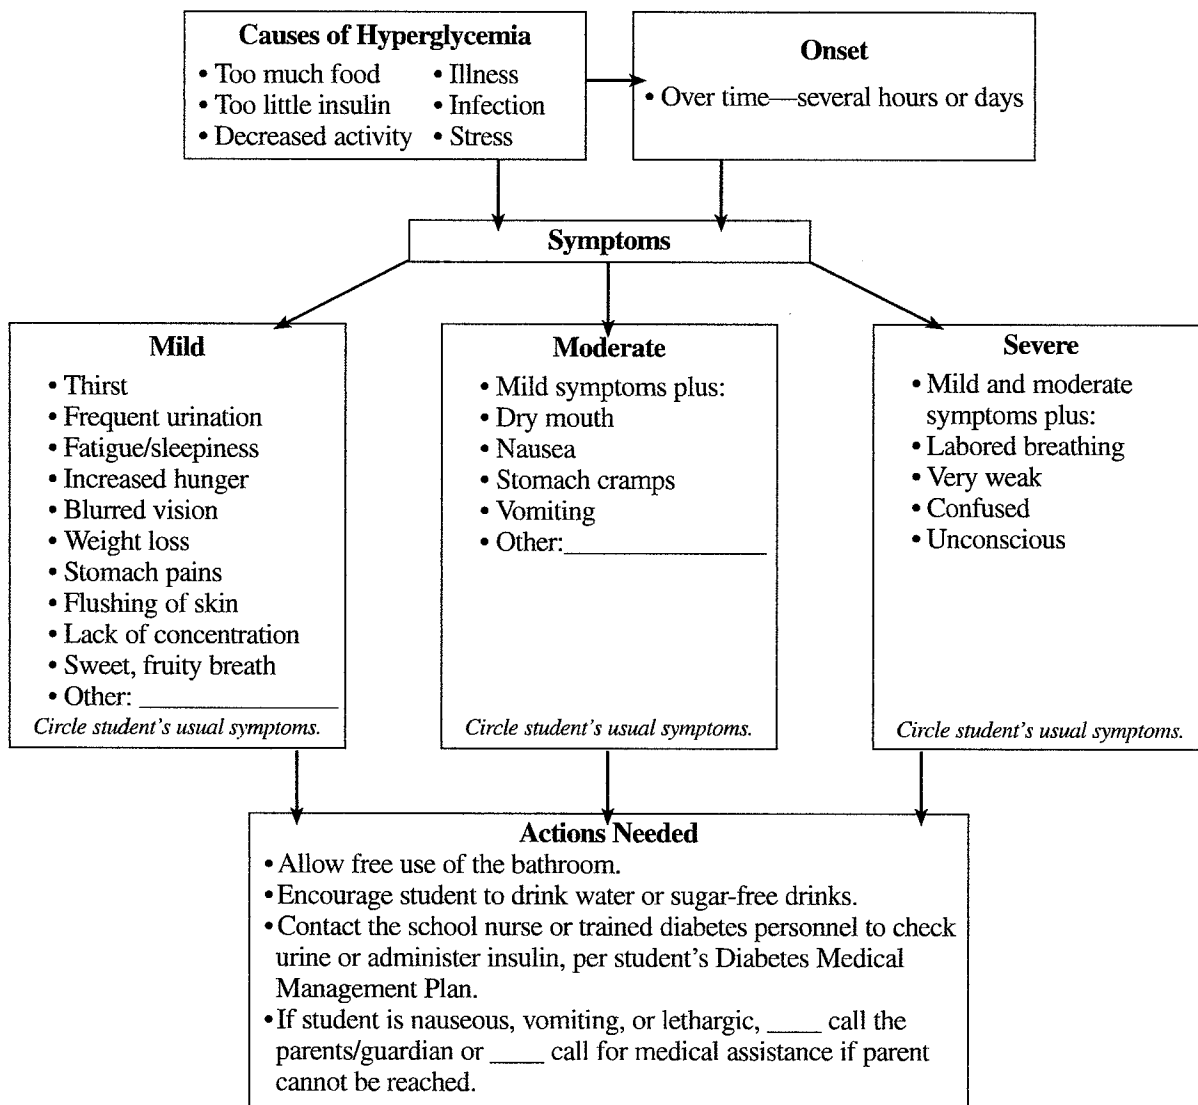 Causes of Hyperglycemia
• Too much food
• Too little insulin
• Decreased activity
• Illness
• Infection
• Stress
Onset
• Over time—several hours or days
Symptoms
Mild
• Thirst
• Frequent urination
• Fatigue/sleepiness
• Increased hunger
• Blurred vision
• Weight loss
• Stomach pains
• Flushing of skin
• Lack of concentration
• Sweet, fruity breath
• Other: __________________
Circle student's usual symptoms.
Moderate
• Mild symptoms plus:
• Dry mouth
• Nausea
• Stomach cramps
• Vomiting
• Other:__________________
Circle student's usual symptoms.
Severe
• Mild and moderate
symptoms plus:
• Labored breathing
• Very weak
• Confused
• Unconscious
Circle student's usual symptoms.
Actions Needed
• Allow free use of the bathroom.
• Encourage student to drink water or sugar-free drinks.
• Contact the school nurse or trained diabetes personnel to check
urine or administer insulin, per student's Diabetes Medical
Management Plan.
• If student is nauseous, vomiting, or lethargic, ____ call the
parents/guardian or ____ call for medical assistance if parent
cannot be reached.